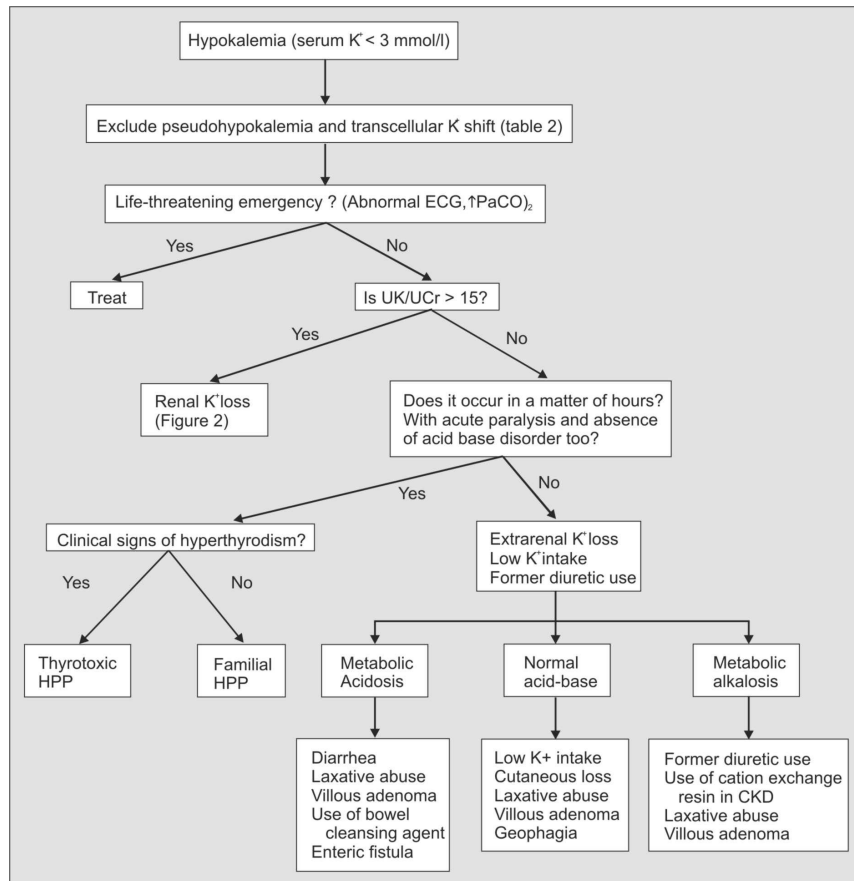 Hypokalemia (serum K+ < 3 mmol/l)
Exclude pseudohypokalemia and transcellular K shift (table 2)
Life-threatening emergency ? (Abnormal ECG,↑PaCO)2
Yes
No
Treat
Is UK/UCr > 15?
Yes
No
Renal K+loss
(Figure 2)
Does it occur in a matter of hours?
With acute paralysis and absence
of acid base disorder too?
Yes
No
Clinical signs of hyperthyrodism?
Extrarenal K+loss
Low K+intake
Former diuretic use
Yes
No
Thyrotoxic
HPP
Familial
HPP
Metabolic
Acidosis
Normal
acid-base
Metabolic
alkalosis
Diarrhea
Laxative abuse
Villous adenoma
Use of bowel
cleansing agent
Enteric fistula
Low K+ intake
Cutaneous loss
Laxative abuse
Villous adenoma
Geophagia
Former diuretic use
Use of cation exchange
resin in CKD
Laxative abuse
Villous adenoma